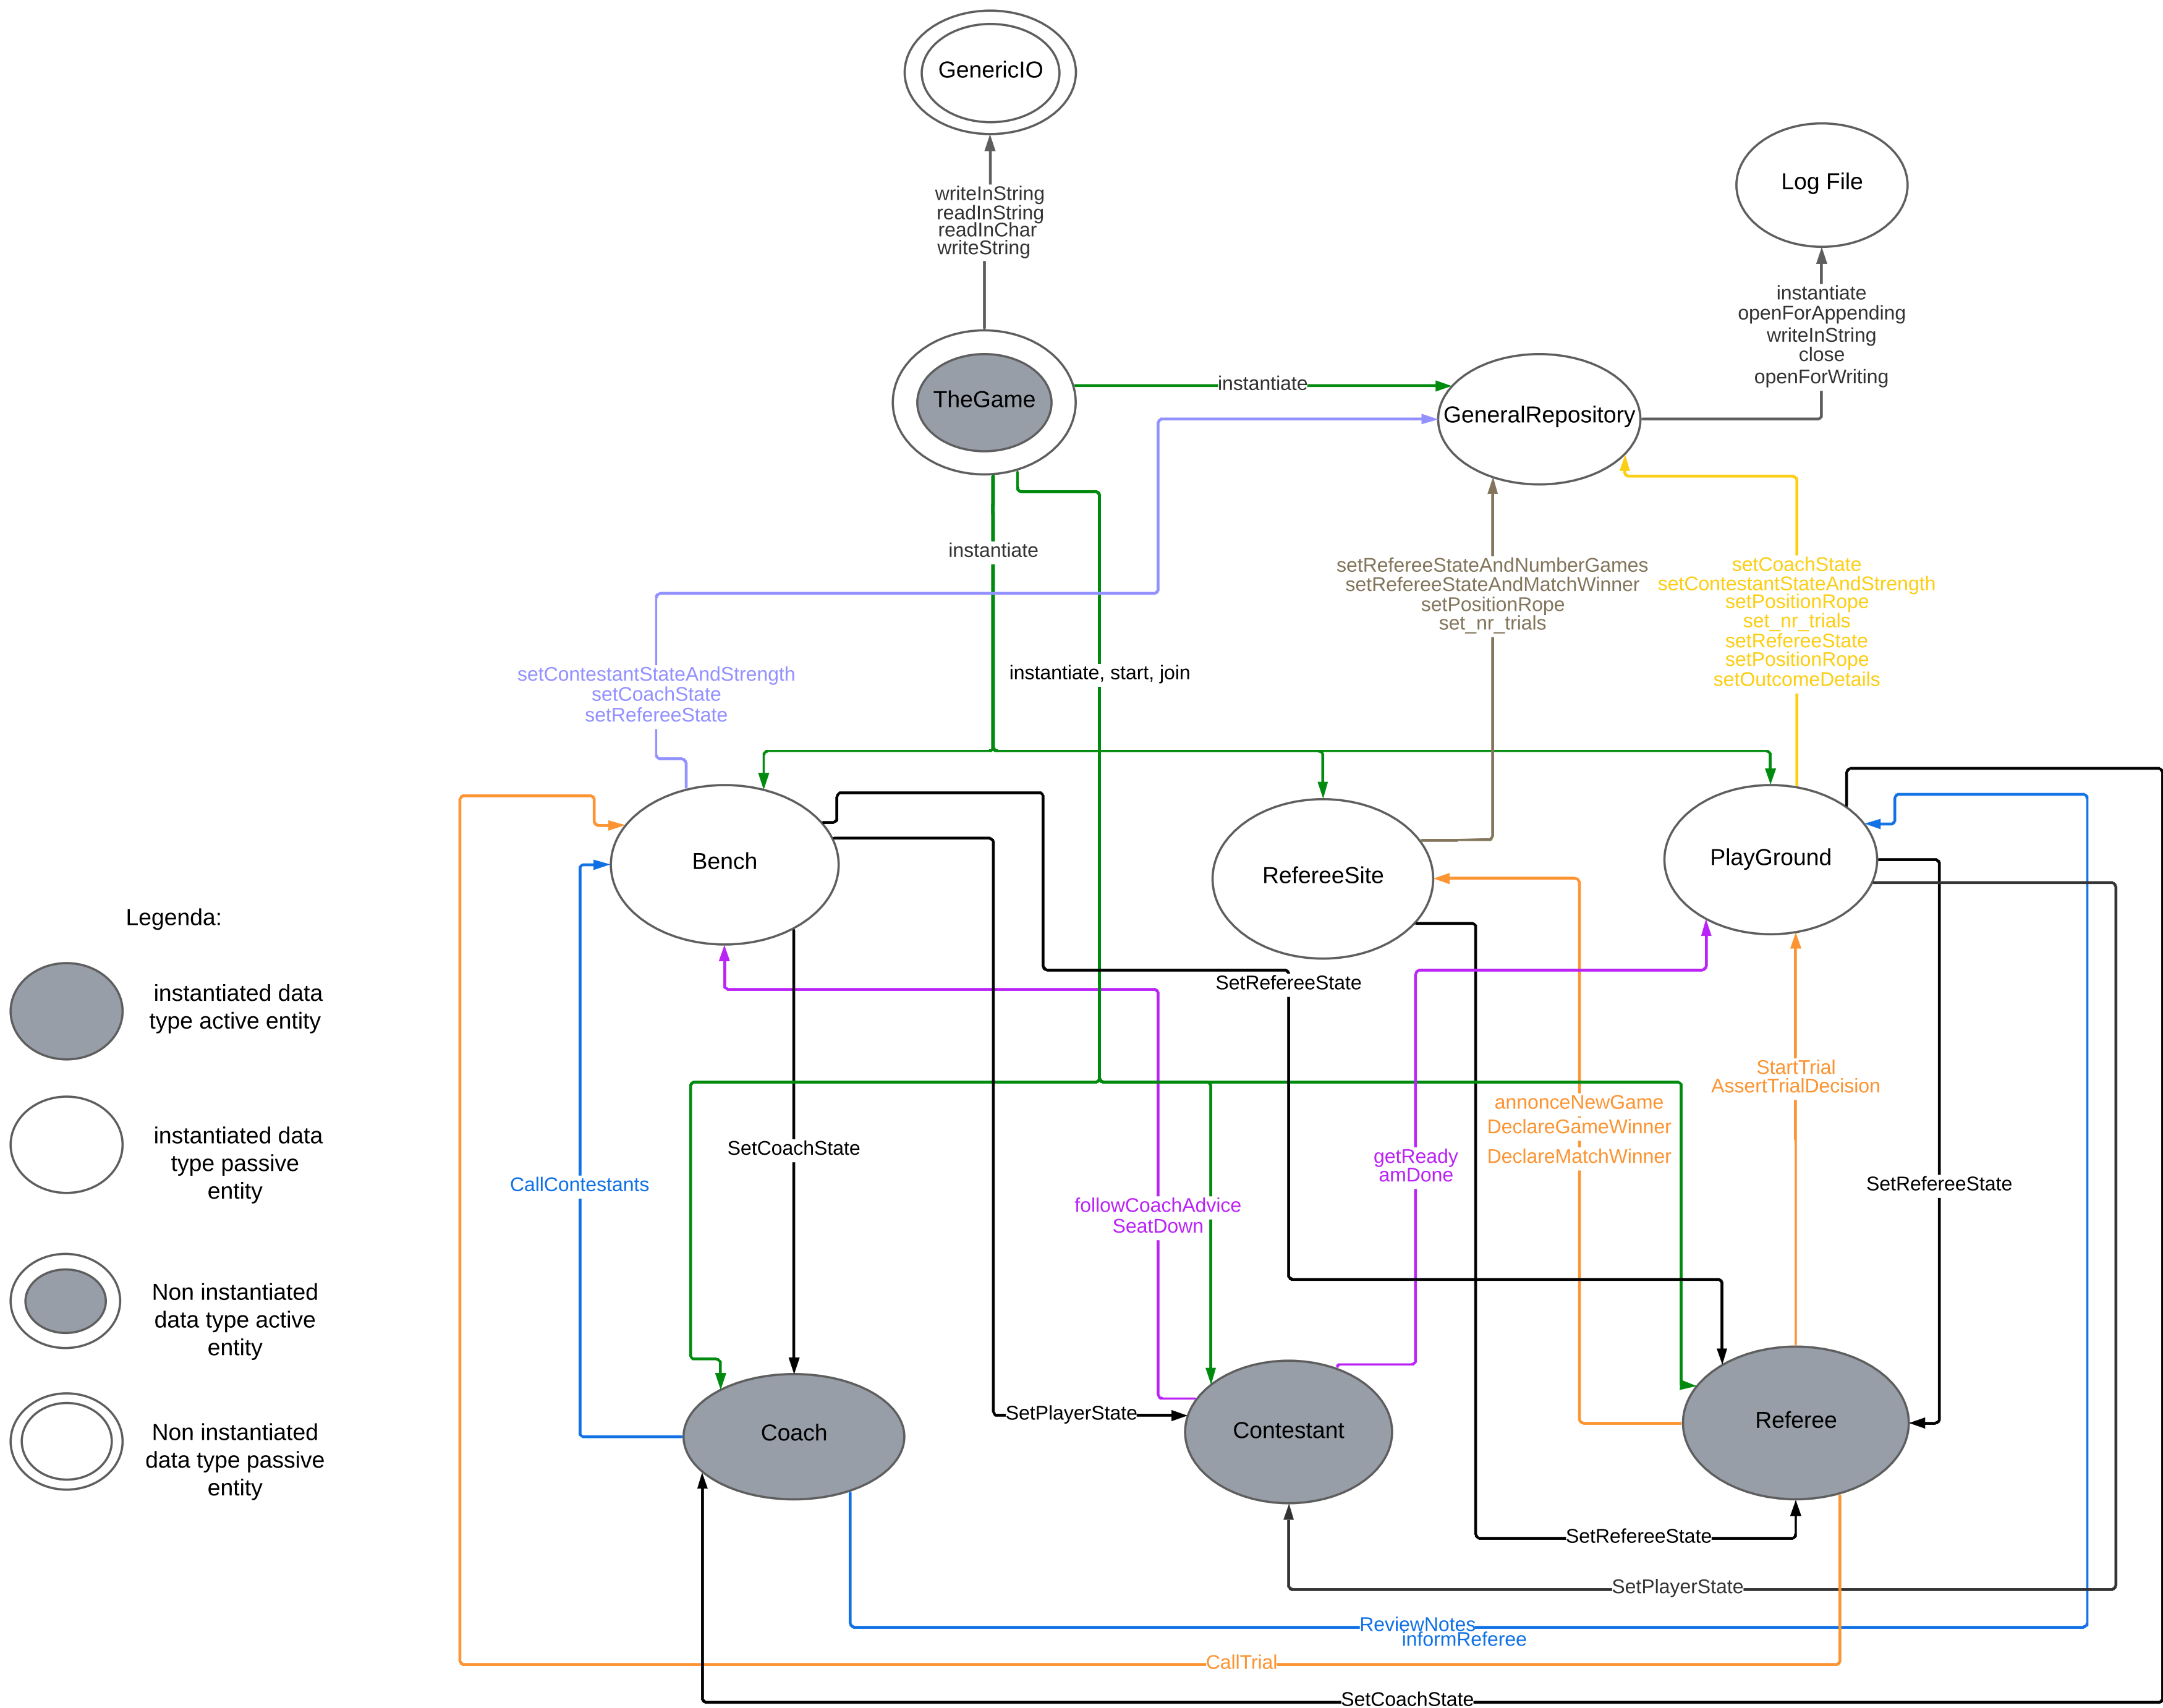 GenericIO
Log File
writeInString
readInString
readInChar
writeString
instantiate
openForAppending
writeInString
close
openForWriting
TheGame
instantiate
GeneralRepository
instantiate
setRefereeStateAndNumberGames
setRefereeStateAndMatchWinner
setPositionRope
set_nr_trials
setCoachState
setContestantStateAndStrength
setPositionRope
set_nr_trials
setRefereeState
setPositionRope
setOutcomeDetails
instantiate, start, join
setContestantStateAndStrength
setCoachState
setRefereeState
Bench
RefereeSite
PlayGround
Legenda:
instantiated data
type active entity
instantiated data
type passive
entity
Non instantiated
data type active
entity
Non instantiated
data type passive
entity
SetRefereeState
StartTrial
AssertTrialDecision
annonceNewGame
DeclareGameWinner
DeclareMatchWinner
SetCoachState
getReady
amDone
CallContestants
SetRefereeState
followCoachAdvice
SeatDown
SetPlayerState
Coach
Contestant
Referee
SetRefereeState
SetPlayerState
ReviewNotes
informReferee
CallTrial
SetCoachState